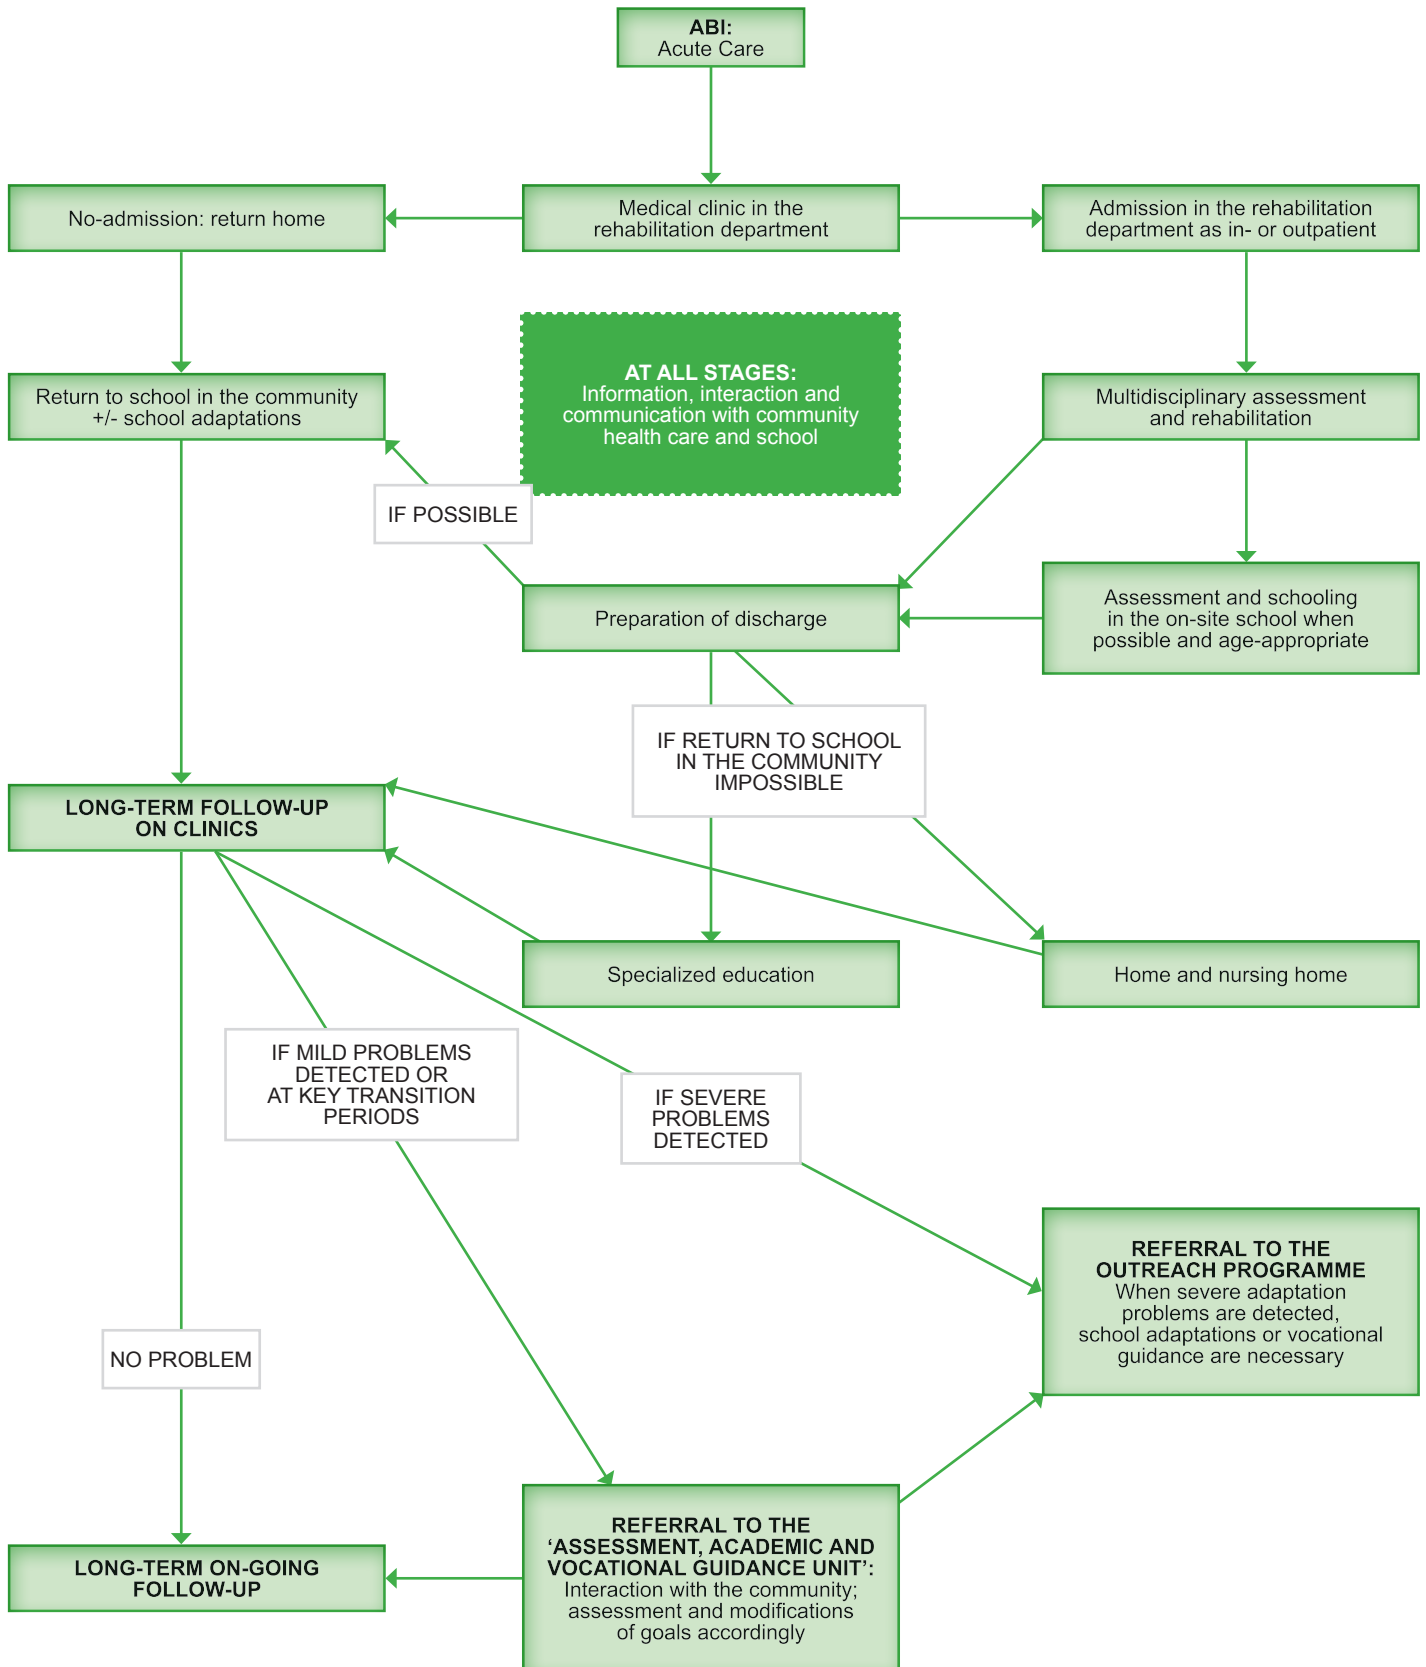 ABI:
Acute Care
No-admission: return home
Medical clinic in the
rehabilitation department
Admission in the rehabilitation
department as in- or outpatient
Return to school in the community
+/- school adaptations
AT ALL STAGES:
Information, interaction and
communication with community
health care and school
Multidisciplinary assessment
and rehabilitation
IF POSSIBLE
Preparation of discharge
Assessment and schooling
in the on-site school when
possible and age-appropriate
IF RETURN TO SCHOOL
IN THE COMMUNITY
IMPOSSIBLE
LONG-TERM FOLLOW-UP
ON CLINICS
Specialized education
Home and nursing home
IF MILD PROBLEMS
DETECTED OR
AT KEY TRANSITION
PERIODS
IF SEVERE
PROBLEMS
DETECTED
REFERRAL TO THE
OUTREACH PROGRAMME
When severe adaptation
problems are detected,
school adaptations or vocational
guidance are necessary
NO PROBLEM
LONG-TERM ON-GOING
FOLLOW-UP
REFERRAL TO THE
‘ASSESSMENT, ACADEMIC AND
VOCATIONAL GUIDANCE UNIT’:
Interaction with the community;
assessment and modifications
of goals accordingly